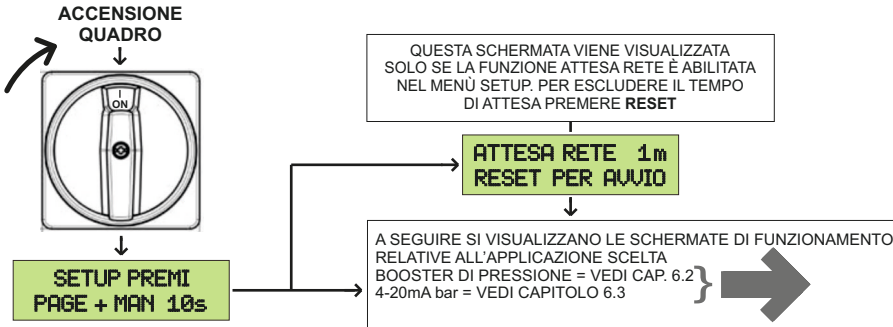 ACCENSIONE
QUADRO
I
ON
SETUP PREMI
PAGE + MAN 10s
QUESTA SCHERMATA VIENE VISUALIZZATA
SOLO SE LA FUNZIONE ATTESA RETE È ABILITATA
NEL MENÙ SETUP. PER ESCLUDERE IL TEMPO
DI ATTESA PREMERE RESET
ATTESA RETE 1m
RESET PER AVVIO
A SEGUIRE SI VISUALIZZANO LE SCHERMATE DI FUNZIONAMENTO
RELATIVE ALL'APPLICAZIONE SCELTA
BOOSTER DI PRESSIONE = VEDI CAP. 6.2
4-20mA bar = VEDI CAPITOLO 6.3